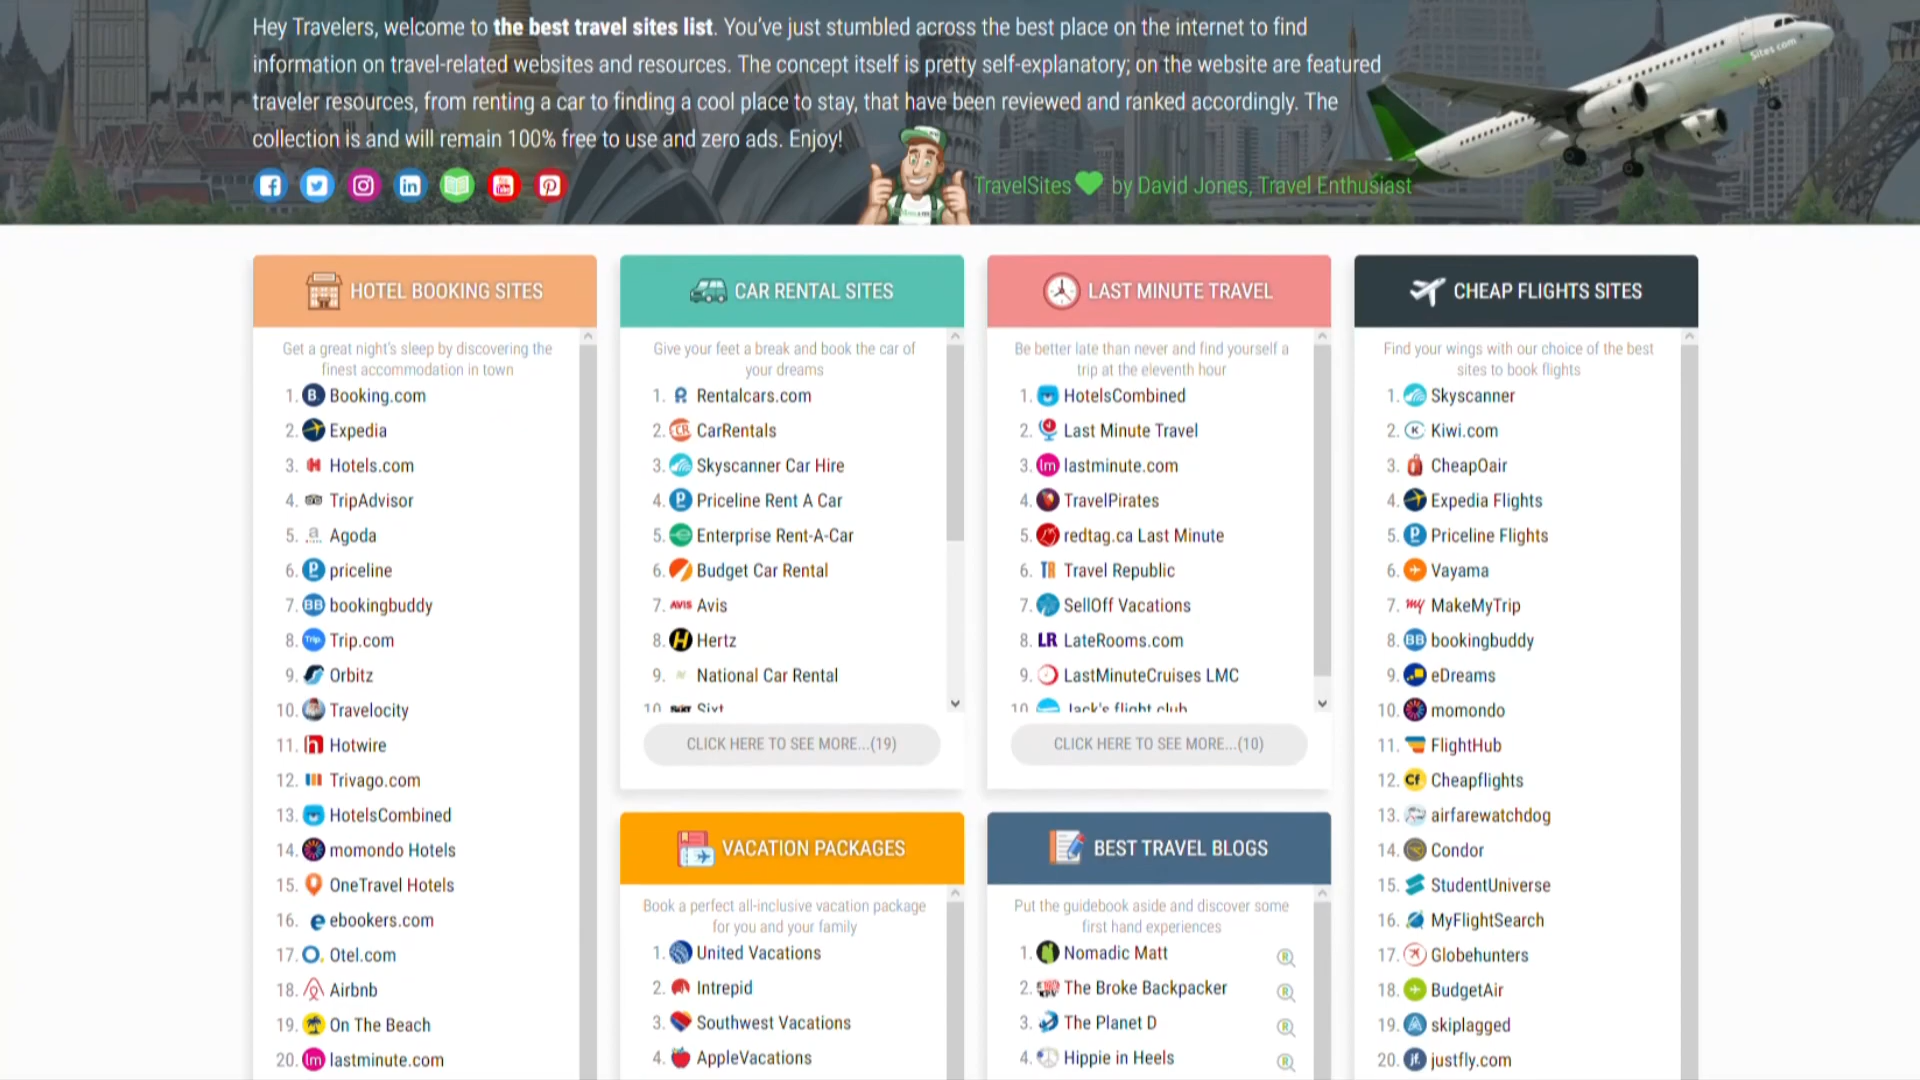 Hey Travelers, welcome to the best travel sites list. You've just stumbled across the best place on the internet to find
information on travel-related websites and resources. The concept itself is pretty self-explanatory; on the website are featured
traveler resources, from renting a car to finding a cool place to stay, that have been reviewed and ranked accordingly. The
collection is and will remain 100% free to use and zero ads. Enjoy!
TravelSites by David Jones, Travel Enthusiast
HOTEL BOOKING SITES
Get a great night's sleep by discovering the
finest accommodation in town
1. Booking.com
2. Expedia
3. Hotels.com
4. TripAdvisor
5. Agoda
6. priceline
7. bookingbuddy
8. Trip.com
9. Orbitz
10. Travelocity
11. Hotwire
12. Trivago.com
13. HotelsCombined
14. momondo Hotels
15. OneTravel Hotels
16. ebookers.com
17. Otel.com
18. Airbnb
19. On The Beach
20. lastminute.com
CAR RENTAL SITES
Give your feet a break and book the car of
your dreams
1. Rentalcars.com
2. CarRentals
3. Skyscanner Car Hire
4. Priceline Rent A Car
5. Enterprise Rent-A-Car
6. Budget Car Rental
7. Avis
8. Hertz
9. National Car Rental
10. Sixt
CLICK HERE TO SEE MORE...(19)
VACATION PACKAGES
Book a perfect all-inclusive vacation package
for you and your family
1. United Vacations
2. Intrepid
3. Southwest Vacations
4. AppleVacations
LAST MINUTE TRAVEL
Be better late than never and find yourself a
trip at the eleventh hour
1. HotelsCombined
2. Last Minute Travel
3. lastminute.com
4. TravelPirates
5. redtag.ca Last Minute
6. Travel Republic
7. SellOff Vacations
8. LateRooms.com
9. LastMinuteCruises LMC
10. Jack's flight club
CLICK HERE TO SEE MORE...(10)
BEST TRAVEL BLOGS
Put the guidebook aside and discover some
first hand experiences
1. Nomadic Matt
2. The Broke Backpacker
3. The Planet D
4. Hippie in Heels
CHEAP FLIGHTS SITES
Find your wings with our choice of the best
sites to book flights
1. Skyscanner
2. Kiwi.com
3. CheapOair
4. Expedia Flights
5. Priceline Flights
6. Vayama
7. MakeMyTrip
8. bookingbuddy
9. eDreams
10. momondo
11. FlightHub
12. Cheapflights
13. airfarewatchdog
14. Condor
15. StudentUniverse
16. MyFlightSearch
17. Globehunters
18. BudgetAir
19. skiplagged
20. justfly.com